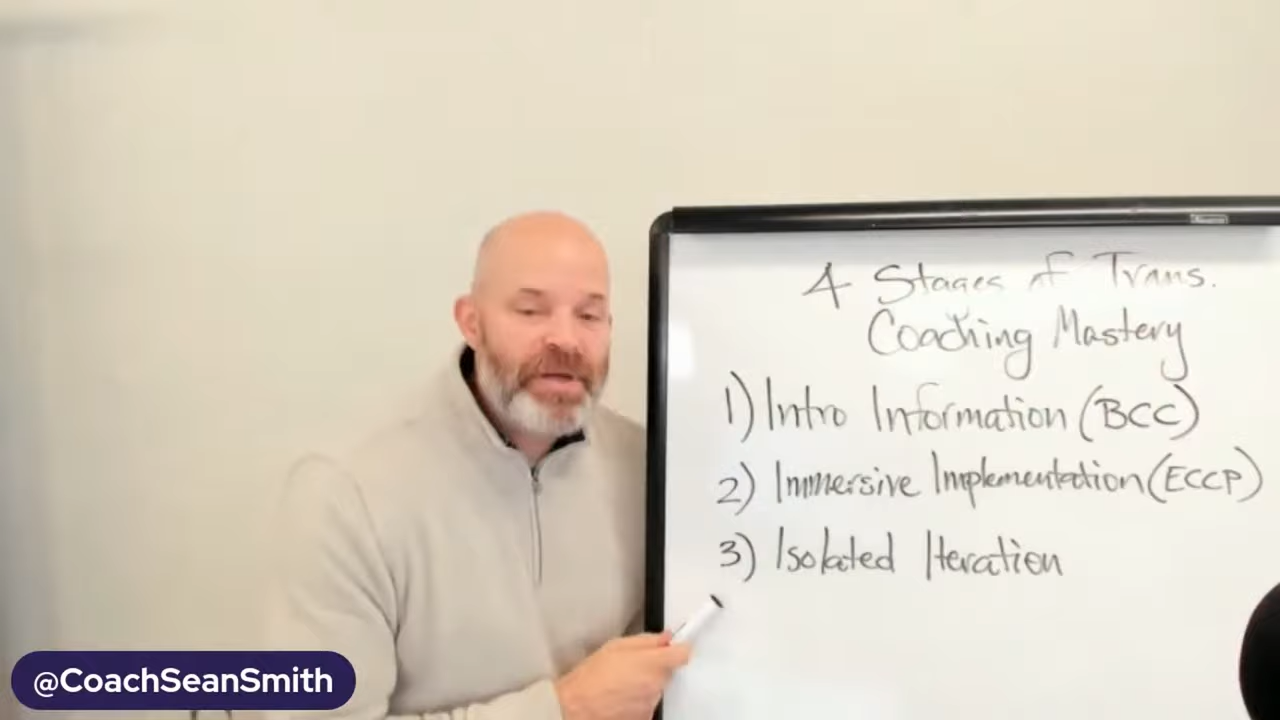 4 Stages of Trans.
Coaching Mastery
1) Intro Information (BCC)
2) Immersive Implementation (ECCP)
3) Isolated Iteration
@CoachSeanSmith